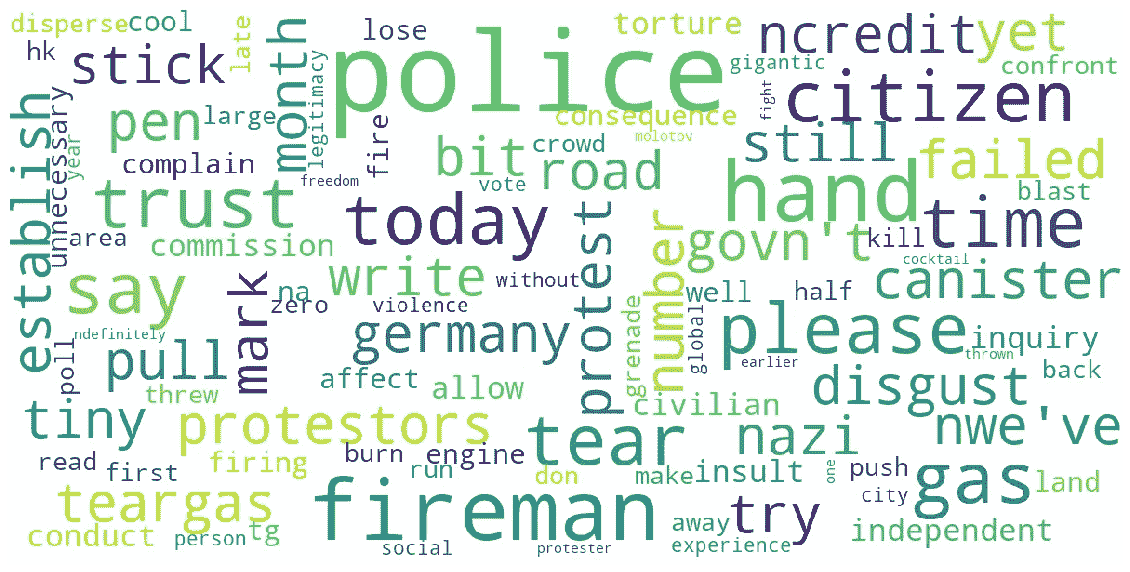 disperse
cool
late
lose
police
torture
ncredit
yet
hk
stick
month
legitimacy
gigantic
confront
establish
unnecessary
year
pen
large
fire
consequence
molotov
fight
citizen
complain
freedom
bit
crowd
road
vote
still
failed
blast
trust
today
protest
hand
time
area
commission
number
govn't
kill
cocktail
say
mark
na
zero
write
without
violence
well
half
canister
ndefinitely
poll
pull
germany
grenade
global
please
inquiry
earlier
thrown
back
threw
affect
allow
civilian
disgust
tiny
protestors
tear
nazi
nwe've
read
first
firing
burn
engine
run
don
make
insult
one
push
gas
land
teargas
fireman
city
conduct
person
tg
social
protester
away
experience
try
independent